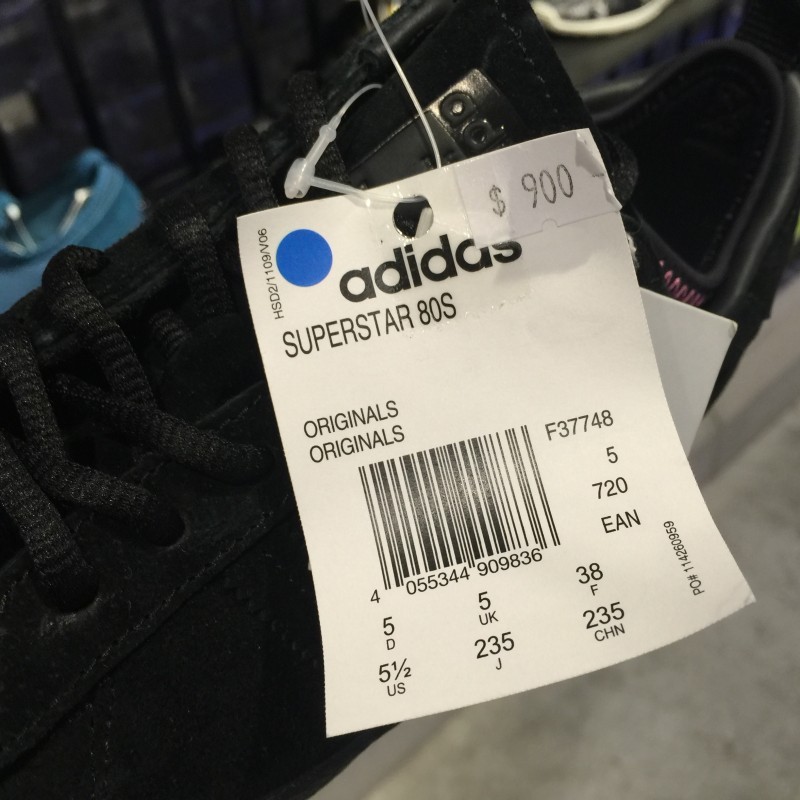 $ 900
HSD2/1109/V06
adidas
SUPERSTAR 80S
ORIGINALS
ORIGINALS
F37748
5
720
EAN
4 055344 909836
PO# 114260959
5 D
5 UK
38 F
5½ US
235 J
235 CHN